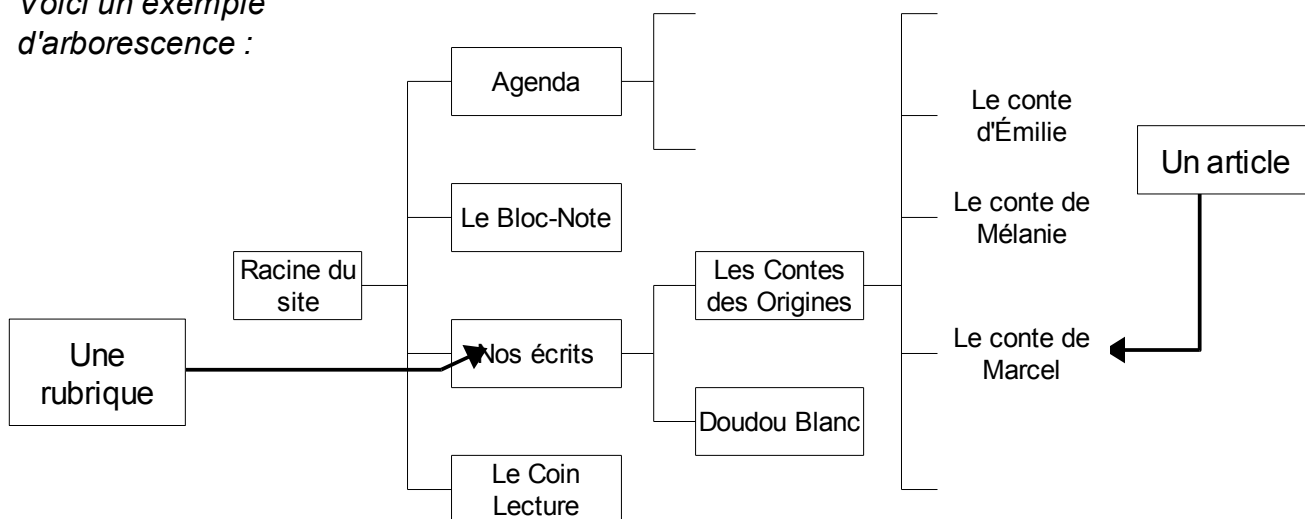 Voici un exemple
d'arborescence :
Agenda
Le conte
d'Émilie
Un article
Le Bloc-Note
Le conte de
Mélanie
Racine du
site
Les Contes
des Origines
Une
rubrique
Nos écrits
Le conte de
Marcel
Doudou Blanc
Le Coin
Lecture